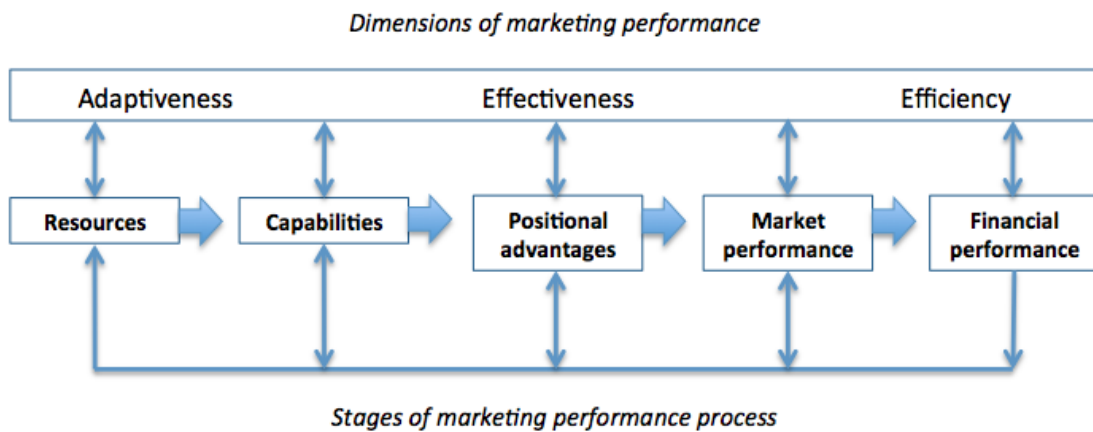 Dimensions of marketing performance
Adaptiveness Effectiveness Efficiency
Resources
Capabilities
Positional
advantages
Market
performance
Financial
performance
Stages of marketing performance process